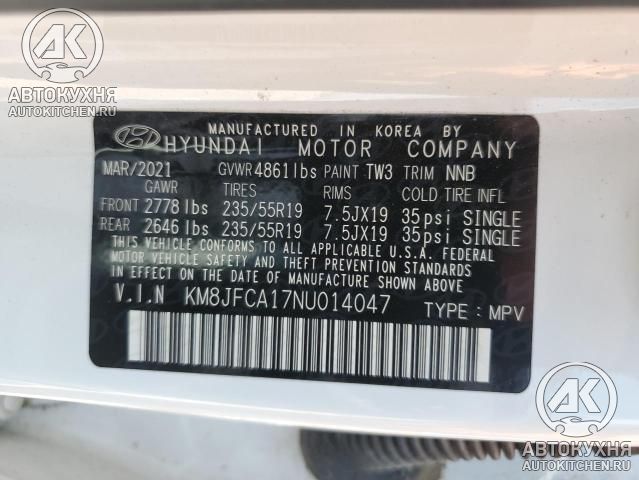 AK
АВТОКУХНЯ
AUTOKITCHEN.RU
MANUFACTURED IN KOREA BY
HYUNDAI MOTOR COMPANY
MAR/2021 GVWR 4861 lbs PAINT TW3 TRIM NNB
GAWR TIRES RIMS COLD TIRE INFL
FRONT 2778 lbs 235/55R19 7.5JX19 35psi SINGLE
REAR 2646 lbs 235/55R19 7.5JX19 35psi SINGLE
THIS VEHICLE CONFORMS TO ALL APPLICABLE U.S.A. FEDERAL
MOTOR VEHICLE SAFETY, BUMPER, AND THEFT PREVENTION STANDARDS
IN EFFECT ON THE DATE OF MANUFACTURE SHOWN ABOVE.
V.I.N KM8JFCA17NU014047 TYPE : MPV
AK
АВТОКУХНЯ
AUTOKITCHEN.RU